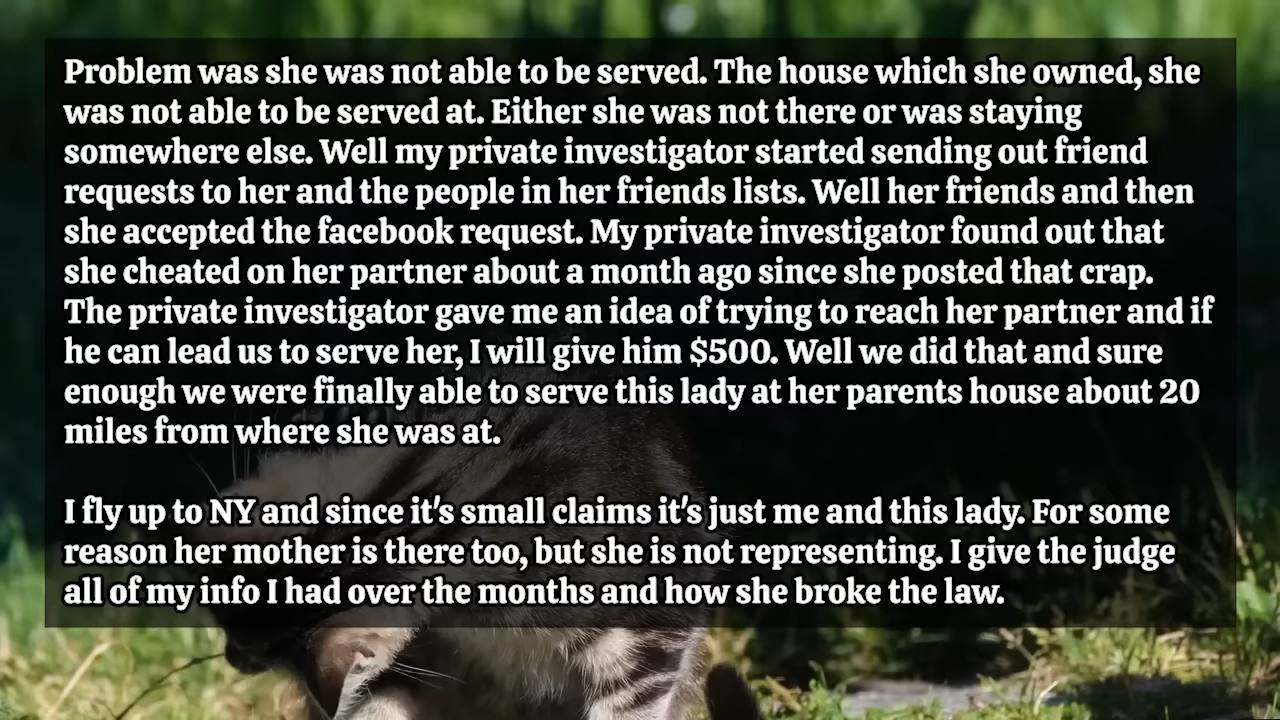 Problem was she was not able to be served. The house which she owned, she
was not able to be served at. Either she was not there or was staying
somewhere else. Well my private investigator started sending out friend
requests to her and the people in her friends lists. Well her friends and then
she accepted the facebook request. My private investigator found out that
she cheated on her partner about a month ago since she posted that crap.
The private investigator gave me an idea of trying to reach her partner and if
he can lead us to serve her, I will give him $500. Well we did that and sure
enough we were finally able to serve this lady at her parents house about 20
miles from where she was at.
I fly up to NY and since it's small claims it's just me and this lady. For some
reason her mother is there too, but she is not representing. I give the judge
all of my info I had over the months and how she broke the law.